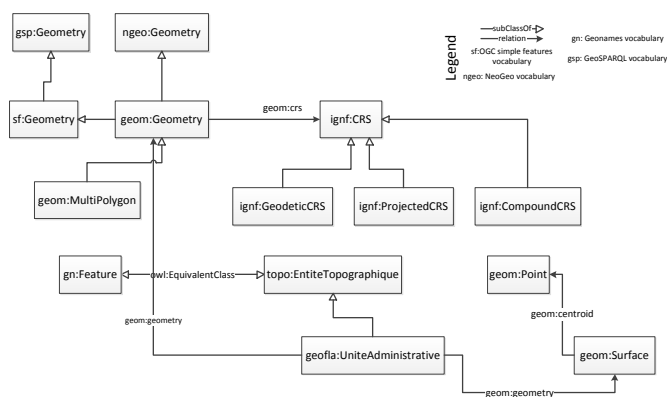 gsp:Geometry
ngeo:Geometry
Legend
subClassOf
relation
sf:OGC simple features
vocabulary
ngeo: NeoGeo vocabulary
gn: Geonames vocabulary
gsp: GeoSPARQL vocabulary
sf:Geometry
geom:Geometry
geom:crs
ignf:CRS
geom:MultiPolygon
ignf:GeodeticCRS
ignf:ProjectedCRS
ignf:CompoundCRS
gn:Feature
owl:EquivalentClass
topo:EntiteTopographique
geom:Point
geom:geometry
geom:centroid
geofla:UniteAdministrative
geom:Surface
geom:geometry